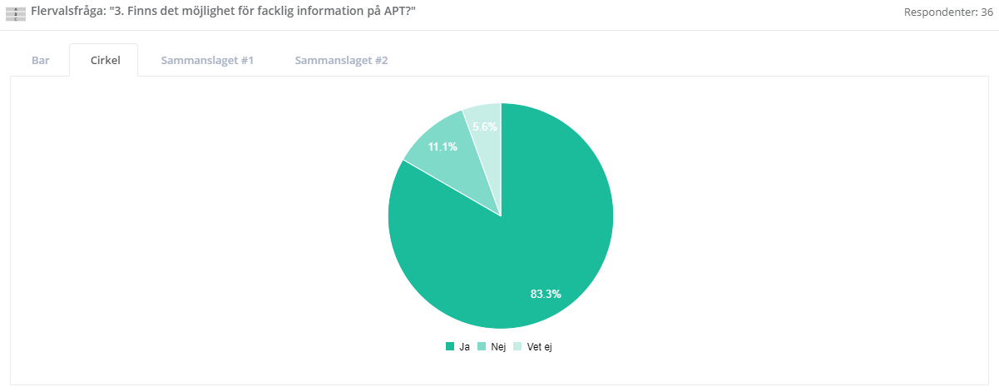 Flervalsfråga: "3. Finns det möjlighet för facklig information på APT?"
Respondenter: 36
Bar
Cirkel
Sammanslaget #1
Sammanslaget #2
5.6%
11.1%
83.3%
Ja
Nej
Vet ej